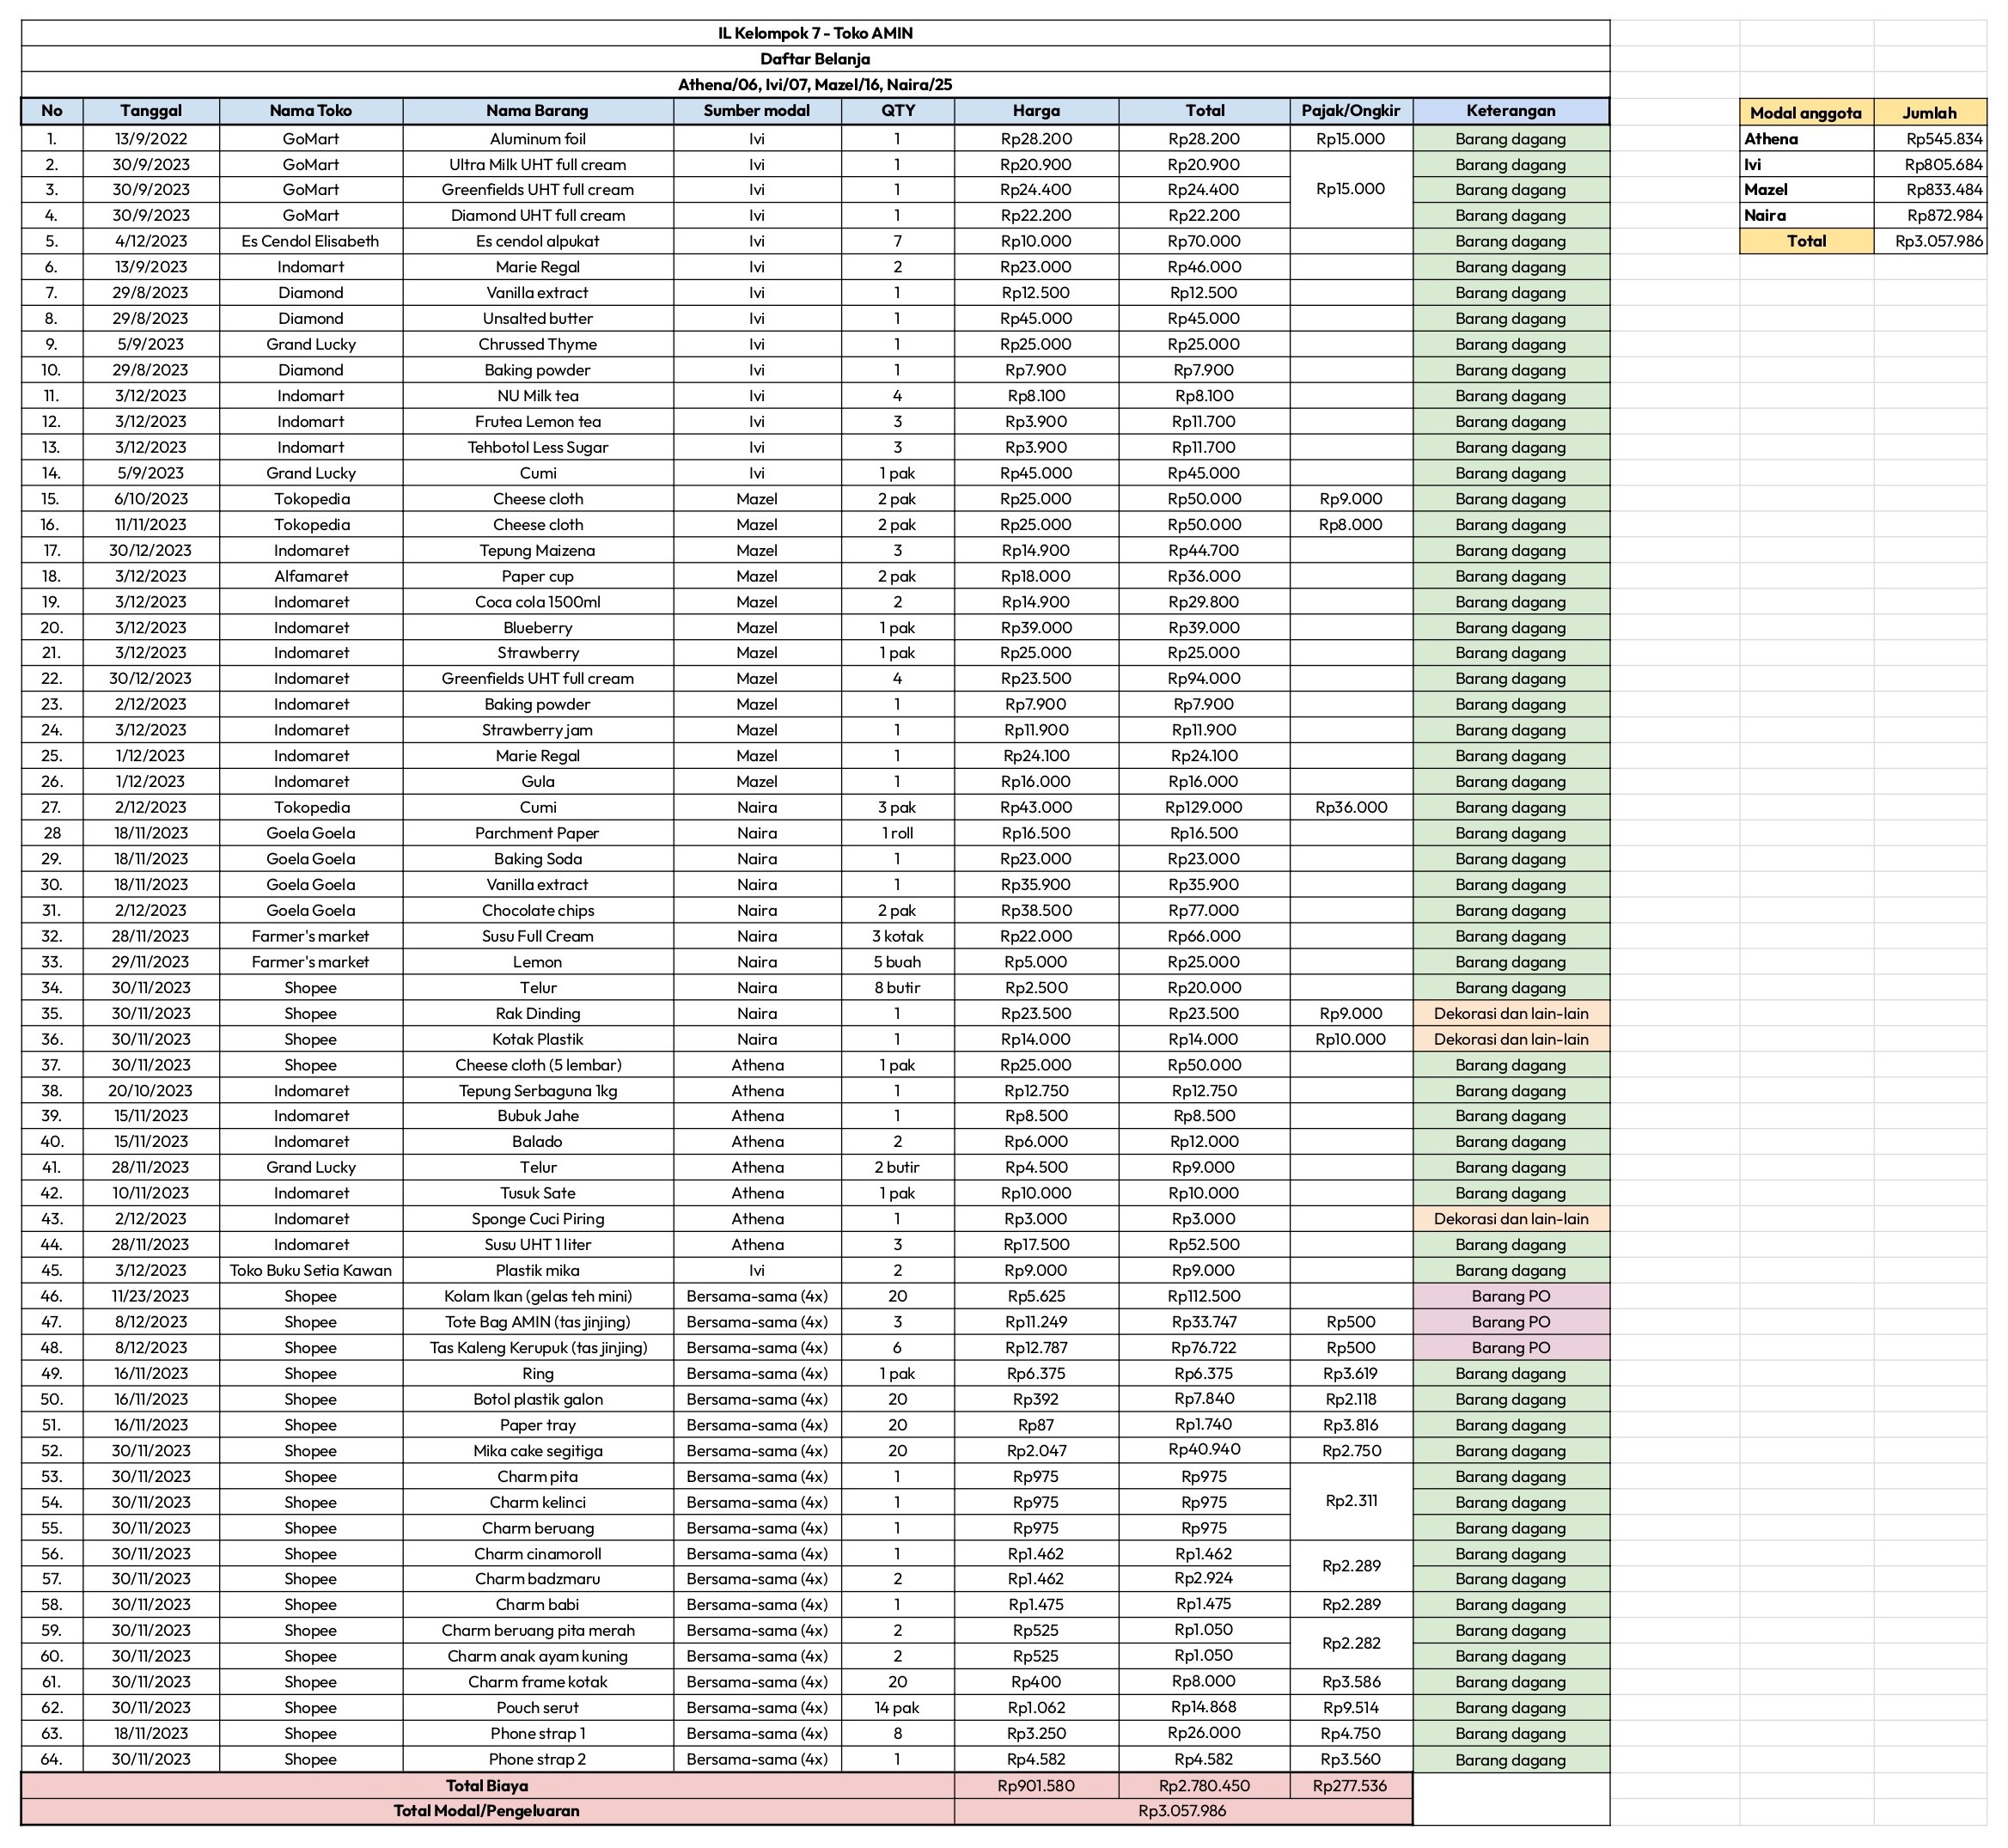 IL Kelompok 7 - Toko AMIN
Daftar Belanja
Athena/06, Ivi/07, Mazel/16, Naira/25
No Tanggal Nama Toko Nama Barang Sumber modal QTY Harga Total Pajak/Ongkir Keterangan Modal anggota Jumlah
1. 13/9/2022 GoMart Aluminum foil Ivi 1 Rp28.200 Rp28.200 Rp15.000 Barang dagang Athena Rp545.834
2. 30/9/2023 GoMart Ultra Milk UHT full cream Ivi 1 Rp20.900 Rp20.900 Barang dagang Ivi Rp805.684
3. 30/9/2023 GoMart Greenfields UHT full cream Ivi 1 Rp24.400 Rp24.400 Rp15.000 Barang dagang Mazel Rp833.484
4. 30/9/2023 GoMart Diamond UHT full cream Ivi 1 Rp22.200 Rp22.200 Barang dagang Naira Rp872.984
5. 4/12/2023 Es Cendol Elisabeth Es cendol alpukat Ivi 7 Rp10.000 Rp70.000 Barang dagang Total Rp3.057.986
6. 13/9/2023 Indomart Marie Regal Ivi 2 Rp23.000 Rp46.000 Barang dagang
7. 29/8/2023 Diamond Vanilla extract Ivi 1 Rp12.500 Rp12.500 Barang dagang
8. 29/8/2023 Diamond Unsalted butter Ivi 1 Rp45.000 Rp45.000 Barang dagang
9. 5/9/2023 Grand Lucky Chrussed Thyme Ivi 1 Rp25.000 Rp25.000 Barang dagang
10. 29/8/2023 Diamond Baking powder Ivi 1 Rp7.900 Rp7.900 Barang dagang
11. 3/12/2023 Indomart NU Milk tea Ivi 4 Rp8.100 Rp8.100 Barang dagang
12. 3/12/2023 Indomart Frutea Lemon tea Ivi 3 Rp3.900 Rp11.700 Barang dagang
13. 3/12/2023 Indomart Tehbotol Less Sugar Ivi 3 Rp3.900 Rp11.700 Barang dagang
14. 5/9/2023 Grand Lucky Cumi Ivi 1 pak Rp45.000 Rp45.000 Barang dagang
15. 6/10/2023 Tokopedia Cheese cloth Mazel 2 pak Rp25.000 Rp50.000 Rp9.000 Barang dagang
16. 11/11/2023 Tokopedia Cheese cloth Mazel 2 pak Rp25.000 Rp50.000 Rp8.000 Barang dagang
17. 30/12/2023 Indomaret Tepung Maizena Mazel 3 Rp14.900 Rp44.700 Barang dagang
18. 3/12/2023 Alfamaret Paper cup Mazel 2 pak Rp18.000 Rp36.000 Barang dagang
19. 3/12/2023 Indomaret Coca cola 1500ml Mazel 2 Rp14.900 Rp29.800 Barang dagang
20. 3/12/2023 Indomaret Blueberry Mazel 1 pak Rp39.000 Rp39.000 Barang dagang
21. 3/12/2023 Indomaret Strawberry Mazel 1 pak Rp25.000 Rp25.000 Barang dagang
22. 30/12/2023 Indomaret Greenfields UHT full cream Mazel 4 Rp23.500 Rp94.000 Barang dagang
23. 2/12/2023 Indomaret Baking powder Mazel 1 Rp7.900 Rp7.900 Barang dagang
24. 3/12/2023 Indomaret Strawberry jam Mazel 1 Rp11.900 Rp11.900 Barang dagang
25. 1/12/2023 Indomaret Marie Regal Mazel 1 Rp24.100 Rp24.100 Barang dagang
26. 1/12/2023 Indomaret Gula Mazel 1 Rp16.000 Rp16.000 Barang dagang
27. 2/12/2023 Tokopedia Cumi Naira 3 pak Rp43.000 Rp129.000 Rp36.000 Barang dagang
28 18/11/2023 Goela Goela Parchment Paper Naira 1 roll Rp16.500 Rp16.500 Barang dagang
29. 18/11/2023 Goela Goela Baking Soda Naira 1 Rp23.000 Rp23.000 Barang dagang
30. 18/11/2023 Goela Goela Vanilla extract Naira 1 Rp35.900 Rp35.900 Barang dagang
31. 2/12/2023 Goela Goela Chocolate chips Naira 2 pak Rp38.500 Rp77.000 Barang dagang
32. 28/11/2023 Farmer's market Susu Full Cream Naira 3 kotak Rp22.000 Rp66.000 Barang dagang
33. 29/11/2023 Farmer's market Lemon Naira 5 buah Rp5.000 Rp25.000 Barang dagang
34. 30/11/2023 Shopee Telur Naira 8 butir Rp2.500 Rp20.000 Barang dagang
35. 30/11/2023 Shopee Rak Dinding Naira 1 Rp23.500 Rp23.500 Rp9.000 Dekorasi dan lain-lain
36. 30/11/2023 Shopee Kotak Plastik Naira 1 Rp14.000 Rp14.000 Rp10.000 Dekorasi dan lain-lain
37. 30/11/2023 Shopee Cheese cloth (5 lembar) Athena 1 pak Rp25.000 Rp50.000 Barang dagang
38. 20/10/2023 Indomaret Tepung Serbaguna 1kg Athena 1 Rp12.750 Rp12.750 Barang dagang
39. 15/11/2023 Indomaret Bubuk Jahe Athena 1 Rp8.500 Rp8.500 Barang dagang
40. 15/11/2023 Indomaret Balado Athena 2 Rp6.000 Rp12.000 Barang dagang
41. 28/11/2023 Grand Lucky Telur Athena 2 butir Rp4.500 Rp9.000 Barang dagang
42. 10/11/2023 Indomaret Tusuk Sate Athena 1 pak Rp10.000 Rp10.000 Barang dagang
43. 2/12/2023 Indomaret Sponge Cuci Piring Athena 1 Rp3.000 Rp3.000 Dekorasi dan lain-lain
44. 28/11/2023 Indomaret Susu UHT 1 liter Athena 3 Rp17.500 Rp52.500 Barang dagang
45. 3/12/2023 Toko Buku Setia Kawan Plastik mika Ivi 2 Rp9.000 Rp9.000 Barang dagang
46. 11/23/2023 Shopee Kolam Ikan (gelas teh mini) Bersama-sama (4x) 20 Rp5.625 Rp112.500 Barang PO
47. 8/12/2023 Shopee Tote Bag AMIN (tas jinjing) Bersama-sama (4x) 3 Rp11.249 Rp33.747 Rp500 Barang PO
48. 8/12/2023 Shopee Tas Kaleng Kerupuk (tas jinjing) Bersama-sama (4x) 6 Rp12.787 Rp76.722 Rp500 Barang PO
49. 16/11/2023 Shopee Ring Bersama-sama (4x) 1 pak Rp6.375 Rp6.375 Rp3.619 Barang dagang
50. 16/11/2023 Shopee Botol plastik galon Bersama-sama (4x) 20 Rp392 Rp7.840 Rp2.118 Barang dagang
51. 16/11/2023 Shopee Paper tray Bersama-sama (4x) 20 Rp87 Rp1.740 Rp3.816 Barang dagang
52. 30/11/2023 Shopee Mika cake segitiga Bersama-sama (4x) 20 Rp2.047 Rp40.940 Rp2.750 Barang dagang
53. 30/11/2023 Shopee Charm pita Bersama-sama (4x) 1 Rp975 Rp975 Barang dagang
54. 30/11/2023 Shopee Charm kelinci Bersama-sama (4x) 1 Rp975 Rp975 Rp2.311 Barang dagang
55. 30/11/2023 Shopee Charm beruang Bersama-sama (4x) 1 Rp975 Rp975 Barang dagang
56. 30/11/2023 Shopee Charm cinamoroll Bersama-sama (4x) 1 Rp1.462 Rp1.462 Rp2.289 Barang dagang
57. 30/11/2023 Shopee Charm badzmaru Bersama-sama (4x) 2 Rp1.462 Rp2.924 Barang dagang
58. 30/11/2023 Shopee Charm babi Bersama-sama (4x) 1 Rp1.475 Rp1.475 Rp2.289 Barang dagang
59. 30/11/2023 Shopee Charm beruang pita merah Bersama-sama (4x) 2 Rp525 Rp1.050 Rp2.282 Barang dagang
60. 30/11/2023 Shopee Charm anak ayam kuning Bersama-sama (4x) 2 Rp525 Rp1.050 Barang dagang
61. 30/11/2023 Shopee Charm frame kotak Bersama-sama (4x) 20 Rp400 Rp8.000 Rp3.586 Barang dagang
62. 30/11/2023 Shopee Pouch serut Bersama-sama (4x) 14 pak Rp1.062 Rp14.868 Rp9.514 Barang dagang
63. 18/11/2023 Shopee Phone strap 1 Bersama-sama (4x) 8 Rp3.250 Rp26.000 Rp4.750 Barang dagang
64. 30/11/2023 Shopee Phone strap 2 Bersama-sama (4x) 1 Rp4.582 Rp4.582 Rp3.560 Barang dagang
Total Biaya Rp901.580 Rp2.780.450 Rp277.536
Total Modal/Pengeluaran Rp3.057.986